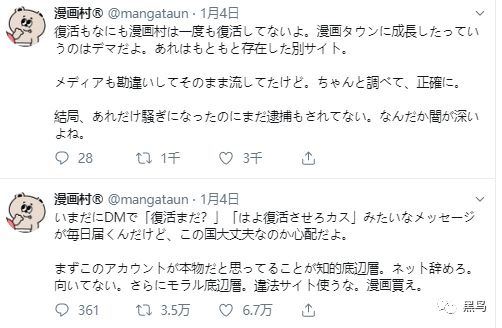 漫画村® @mangataun · 1月4日
復活もなにも漫画村は一度も復活してないよ。漫画タウンに成長したってい
うのはデマだよ。あれはもともと存在した別サイト。
メディアも勘違いしてそのまま流してたけど。ちゃんと調べて、正確に。
結局、あれだけ騒ぎになったのにまだ逮捕もされてない。なんだか闇が深い
よね。
28 1千 3千
漫画村® @mangataun · 1月4日
いまだにDMで「復活まだ？」「はよ復活させろカス」みたいなメッセージ
が毎日届くんだけど、この国大丈夫なのか心配だよ。
まずこのアカウントが本物だと思ってることが知的底辺層。ネット辞めろ。
向いてない。さらにモラル底辺層。違法サイト使うな。漫画買え。
361 3.5万 6.7万
黑鸟